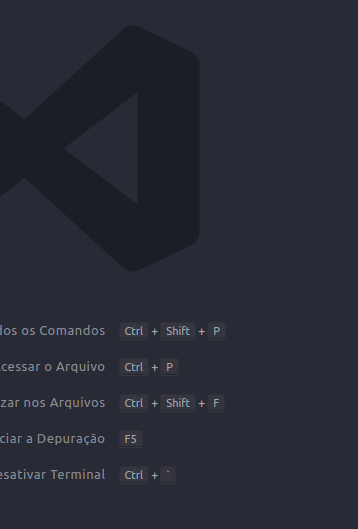 dos os Comandos Ctrl + Shift + P
cessar o Arquivo Ctrl + P
zar nos Arquivos Ctrl + Shift + F
ciar a Depuração F5
esativar Terminal Ctrl + `